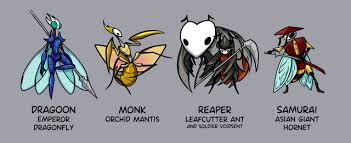 DRAGOON
EMPEROR
DRAGONFLY
MONK
ORCHID MANTIS
REAPER
LEAFCUTTER ANT
AND SOLDIER VOIDSENT
SAMURAI
ASIAN GIANT
HORNET